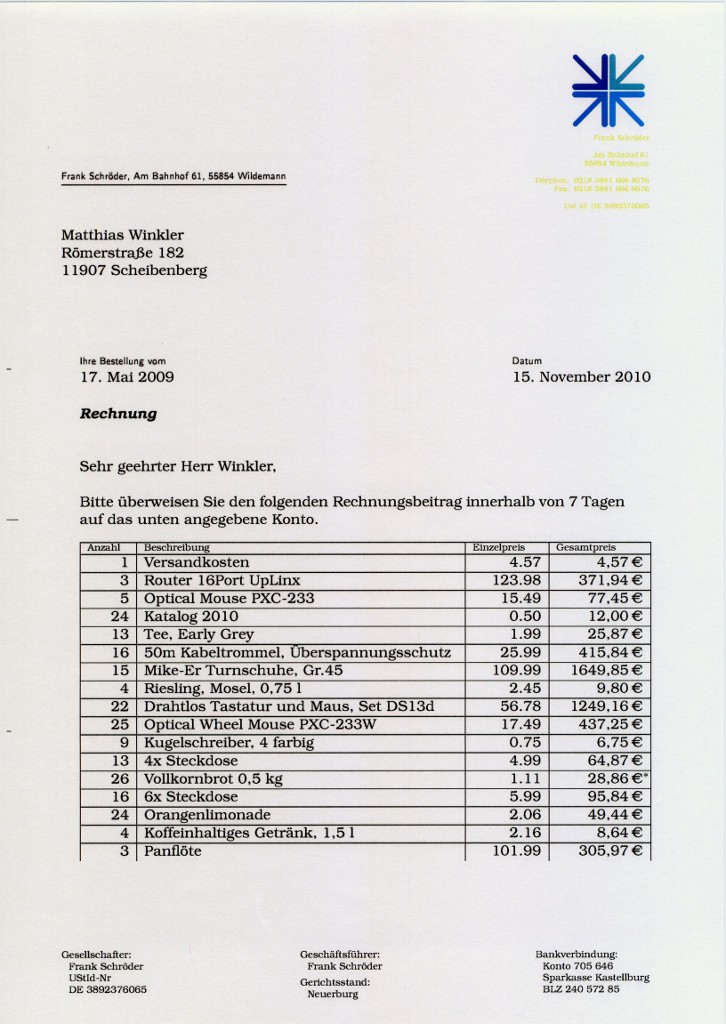 Frank Schröder
Am Bahnhof 61
55854 Wildemann
Telephon: 0218 3881 666 8076
Fax: 0218 3881 666 8076
Ust id: DE 3892376065
Frank Schröder, Am Bahnhof 61, 55854 Wildemann
Matthias Winkler
Römerstraße 182
11907 Scheibenberg
Ihre Bestellung vom
17. Mai 2009
Datum
15. November 2010
Rechnung
Sehr geehrter Herr Winkler,
Bitte überweisen Sie den folgenden Rechnungsbeitrag innerhalb von 7 Tagen
auf das unten angegebene Konto.
Anzahl Beschreibung Einzelpreis Gesamtpreis
1 Versandkosten 4.57 4,57 €
3 Router 16Port UpLinx 123.98 371,94 €
5 Optical Mouse PXC-233 15.49 77,45 €
24 Katalog 2010 0.50 12,00 €
13 Tee, Early Grey 1.99 25,87 €
16 50m Kabeltrommel, Überspannungsschutz 25.99 415,84 €
15 Mike-Er Turnschuhe, Gr.45 109.99 1649,85 €
4 Riesling, Mosel, 0,75 l 2.45 9,80 €
22 Drahtlos Tastatur und Maus, Set DS13d 56.78 1249,16 €
25 Optical Wheel Mouse PXC-233W 17.49 437,25 €
9 Kugelschreiber, 4 farbig 0.75 6,75 €
13 4x Steckdose 4.99 64,87 €
26 Vollkornbrot 0,5 kg 1.11 28,86 €*
16 6x Steckdose 5.99 95,84 €
24 Orangenlimonade 2.06 49,44 €
4 Koffeinhaltiges Getränk, 1,5 l 2.16 8,64 €
3 Panflöte 101.99 305,97 €
Gesellschafter:
Frank Schröder
UStId-Nr
DE 3892376065
Geschäftsführer:
Frank Schröder
Gerichtsstand:
Neuerburg
Bankverbindung:
Konto 705 646
Sparkasse Kastellburg
BLZ 240 572 85